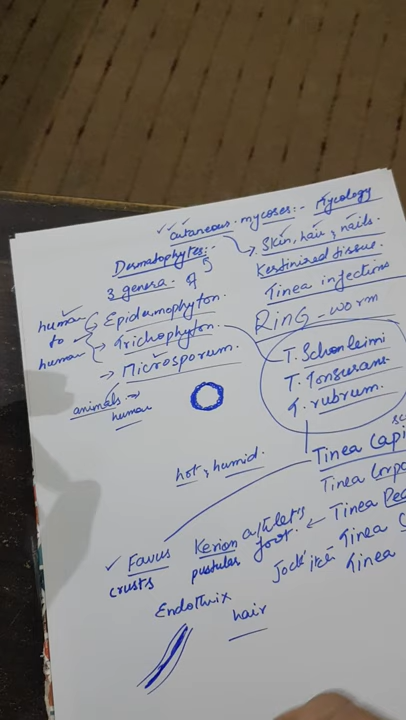 Mycology
Cutaneous mycoses:-
Skin, hair, nails.
Dermatophytes:-
Keratinized tissue.
3 genera of
Tinea infections
human to human
Epidermophyton.
RING-worm
Trichophyton.
T. Schonleinii
Microsporum.
T. Tonsurans
animals → human
T. rubrum.
hot, humid.
Tinea Capi
Tinea Corpo
Favus
crusts
Kerion
pustular
athlete's
foot
Tinea Ped
Jock itch
Tinea
Tinea
Endothrix
hair